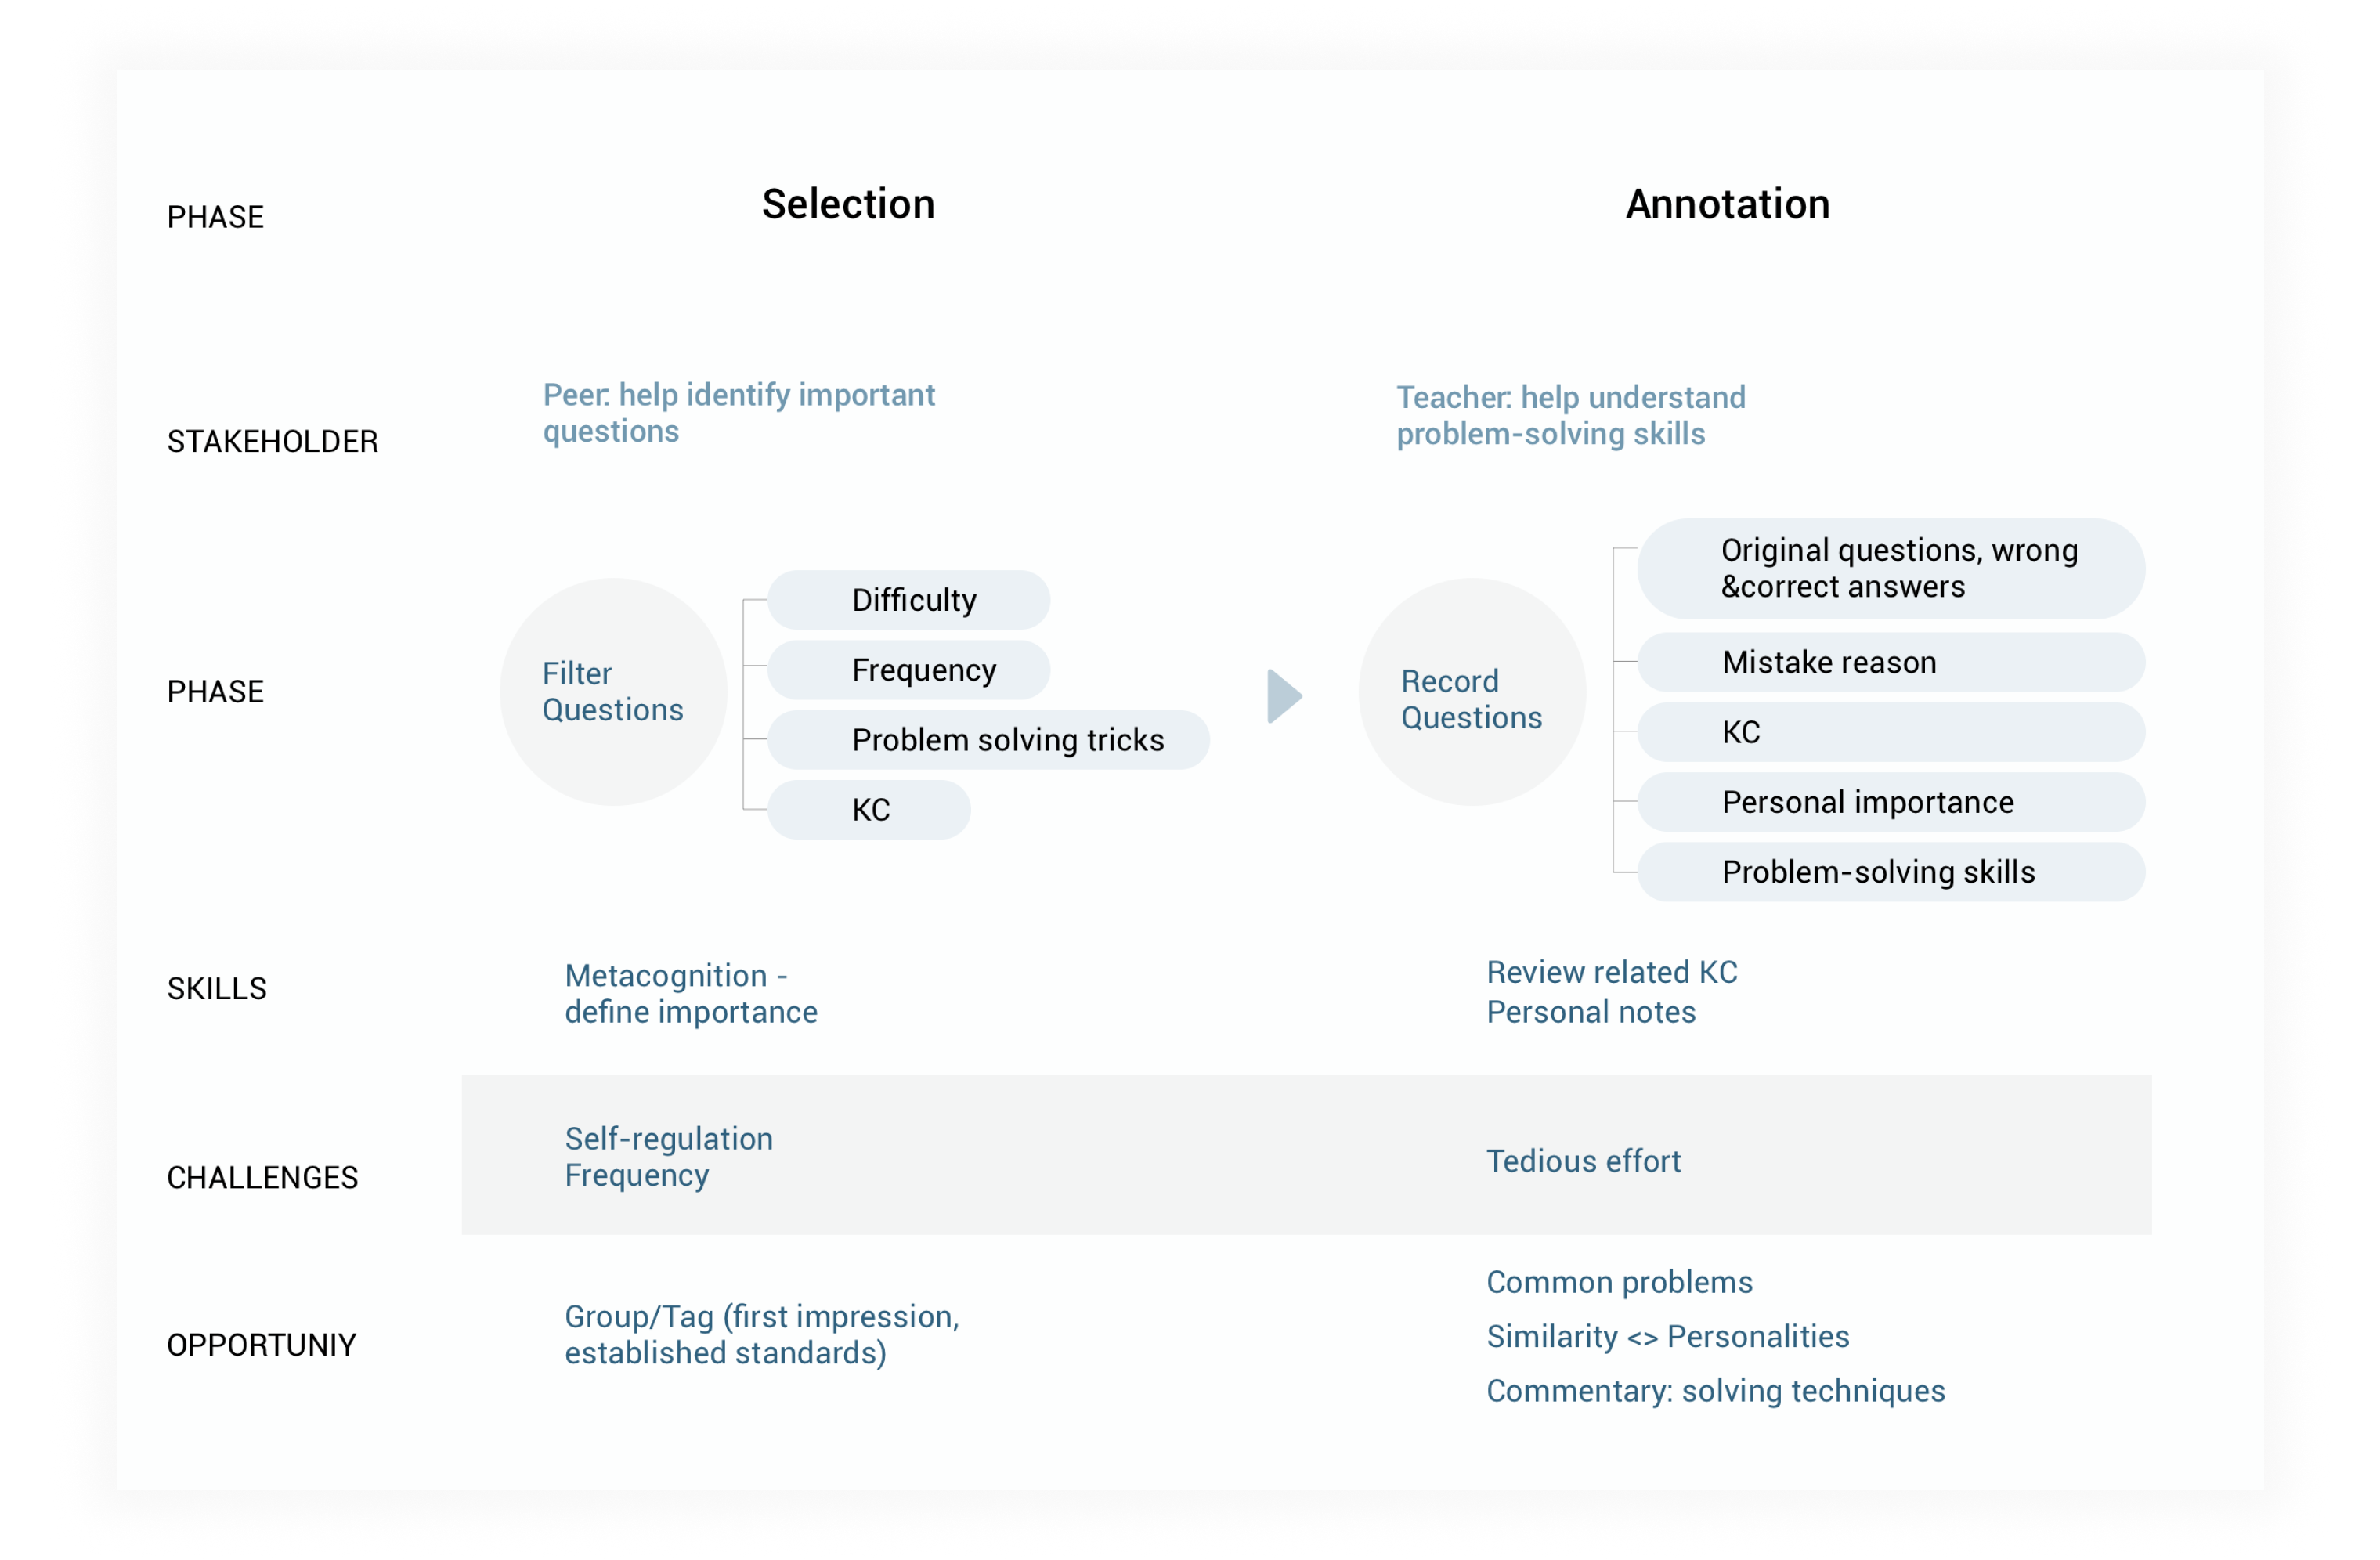 PHASE
Selection
Annotation
STAKEHOLDER
Peer: help identify important
questions
Teacher: help understand
problem-solving skills
PHASE
Filter
Questions
Difficulty
Frequency
Problem solving tricks
KC
Record
Questions
Original questions, wrong
&correct answers
Mistake reason
KC
Personal importance
Problem-solving skills
SKILLS
Metacognition -
define importance
Review related KC
Personal notes
CHALLENGES
Self-regulation
Frequency
Tedious effort
OPPORTUNIY
Group/Tag (first impression,
established standards)
Common problems
Similarity <> Personalities
Commentary: solving techniques